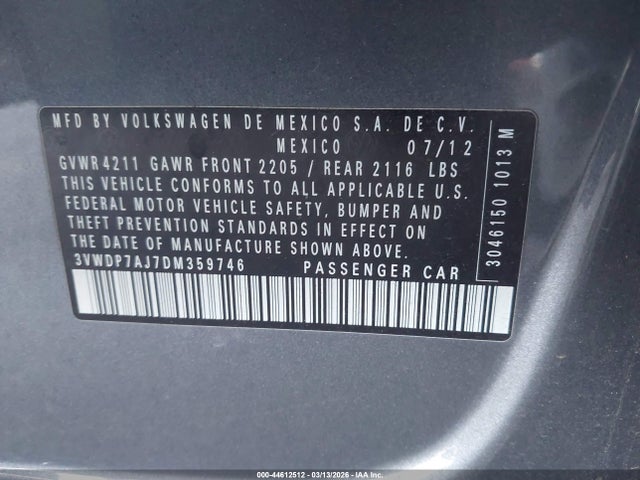 MFD BY VOLKSWAGEN DE MEXICO S.A. DE C.V.
MEXICO 07/12
GVWR 4211 GAWR FRONT 2205 / REAR 2116 LBS
THIS VEHICLE CONFORMS TO ALL APPLICABLE U.S.
FEDERAL MOTOR VEHICLE SAFETY, BUMPER AND
THEFT PREVENTION STANDARDS IN EFFECT ON
THE DATE OF MANUFACTURE SHOWN ABOVE.
3VWDP7AJ7DM359746 PASSENGER CAR
3046150 1013 M
000-44612512 | 03/13/2026 - IAA Inc.